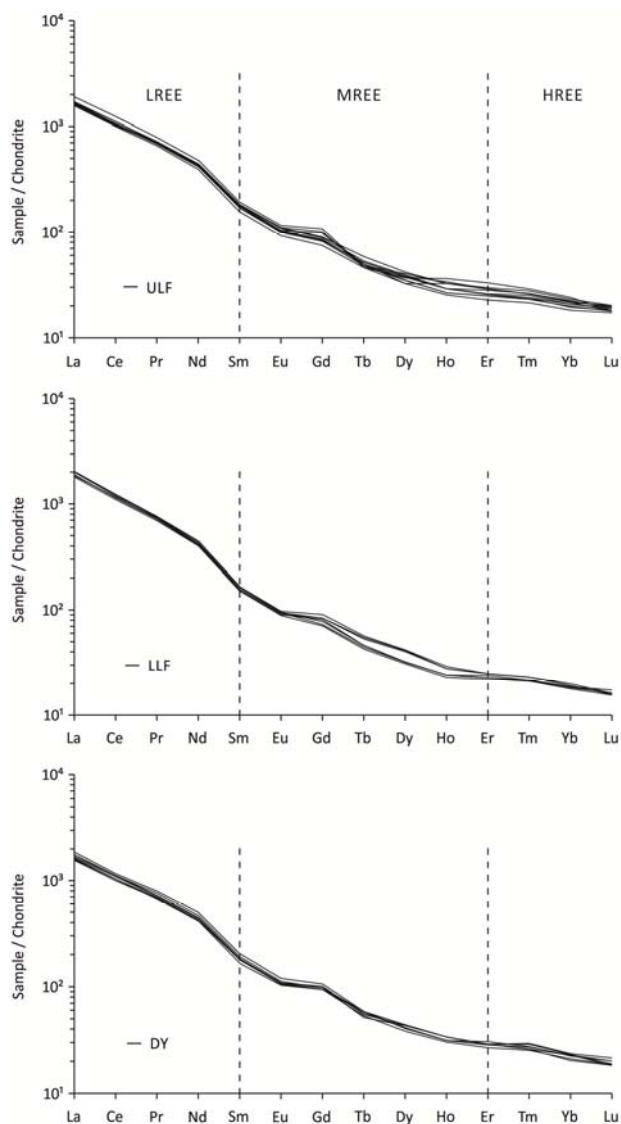 10⁴
LREE MREE HREE
10³
Sample / Chondrite
10²
— ULF
10¹
La Ce Pr Nd Sm Eu Gd Tb Dy Ho Er Tm Yb Lu
10⁴
10³
Sample / Chondrite
10²
— LLF
10¹
La Ce Pr Nd Sm Eu Gd Tb Dy Ho Er Tm Yb Lu
10⁴
10³
Sample / Chondrite
10²
— DY
10¹
La Ce Pr Nd Sm Eu Gd Tb Dy Ho Er Tm Yb Lu